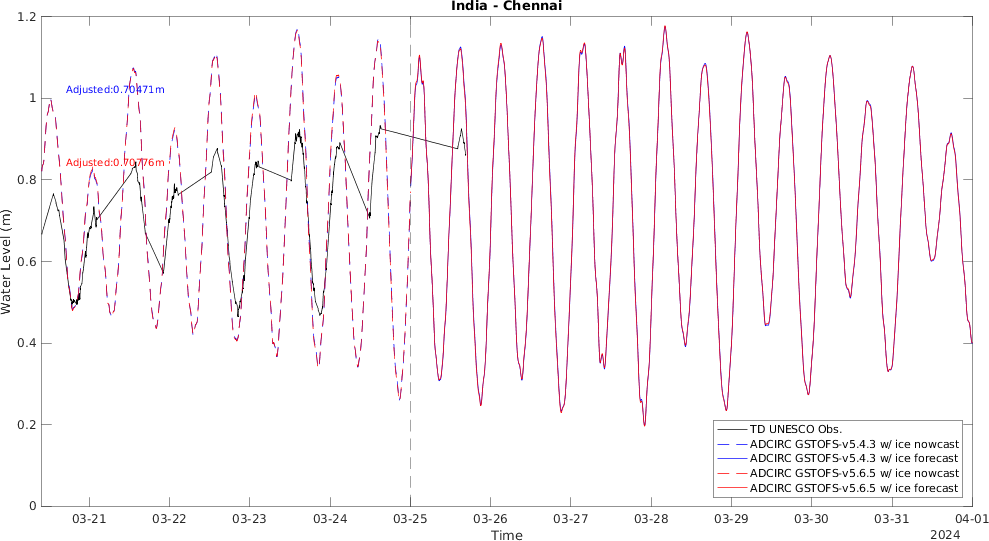 India - Chennai
Water Level (m)
1.2
1
0.8
0.6
0.4
0.2
0
Adjusted:0.70471m
Adjusted:0.70776m
TD UNESCO Obs.
ADCIRC GSTOFS-v5.4.3 w/ ice nowcast
ADCIRC GSTOFS-v5.4.3 w/ ice forecast
ADCIRC GSTOFS-v5.6.5 w/ ice nowcast
ADCIRC GSTOFS-v5.6.5 w/ ice forecast
03-21 03-22 03-23 03-24 03-25 03-26 03-27 03-28 03-29 03-30 03-31 04-01
Time
2024